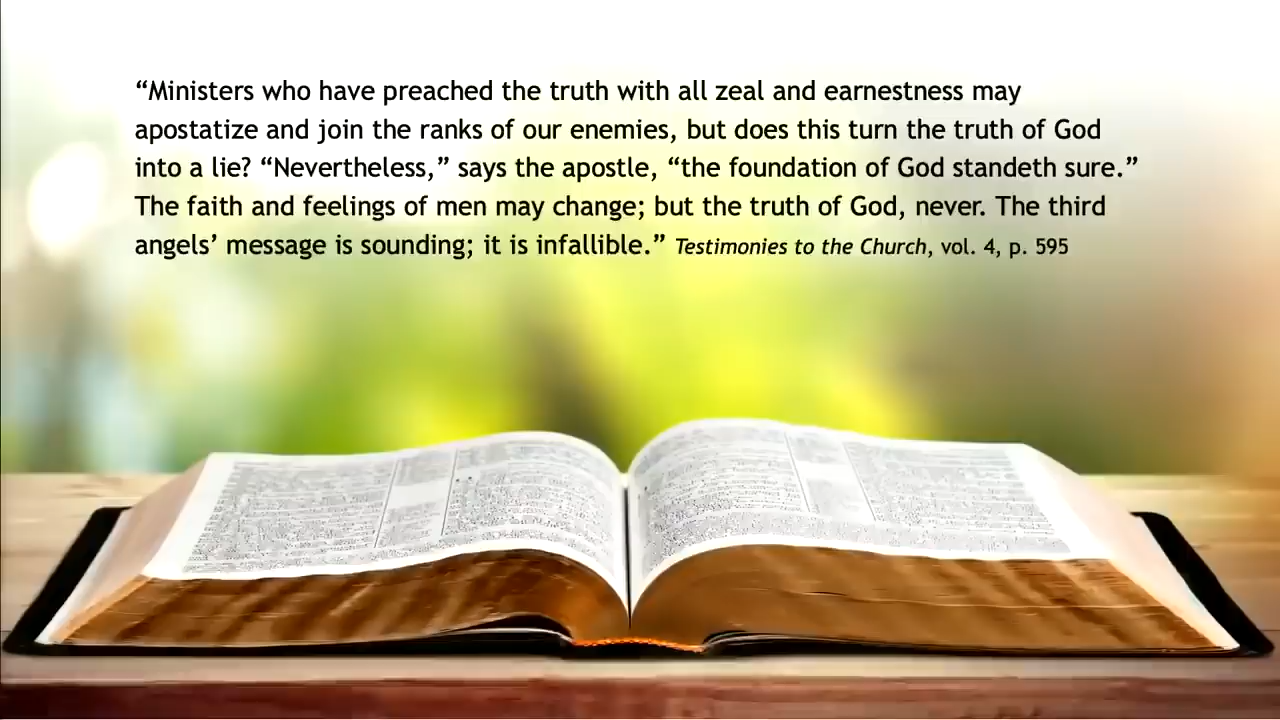 “Ministers who have preached the truth with all zeal and earnestness may
apostatize and join the ranks of our enemies, but does this turn the truth of God
into a lie? “Nevertheless,” says the apostle, “the foundation of God standeth sure.”
The faith and feelings of men may change; but the truth of God, never. The third
angels’ message is sounding; it is infallible.” Testimonies to the Church, vol. 4, p. 595